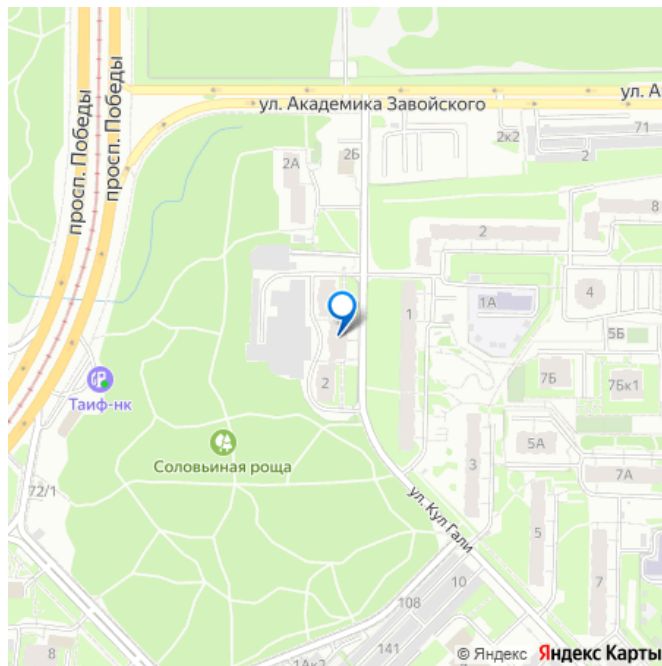 ул. А
ул. Академика Завойского
71
2к2
2
просп. Победы
просп. Победы
2А
2Б
8
2
1А
4
1
5Б
7Б
7Бк1
2
Таиф-нк
Соловьиная роща
5А
3
7А
72/1
ул. Кул Гали
5
7
10
108
141
8
1Ак2
© Яндекс Яндекс Карты